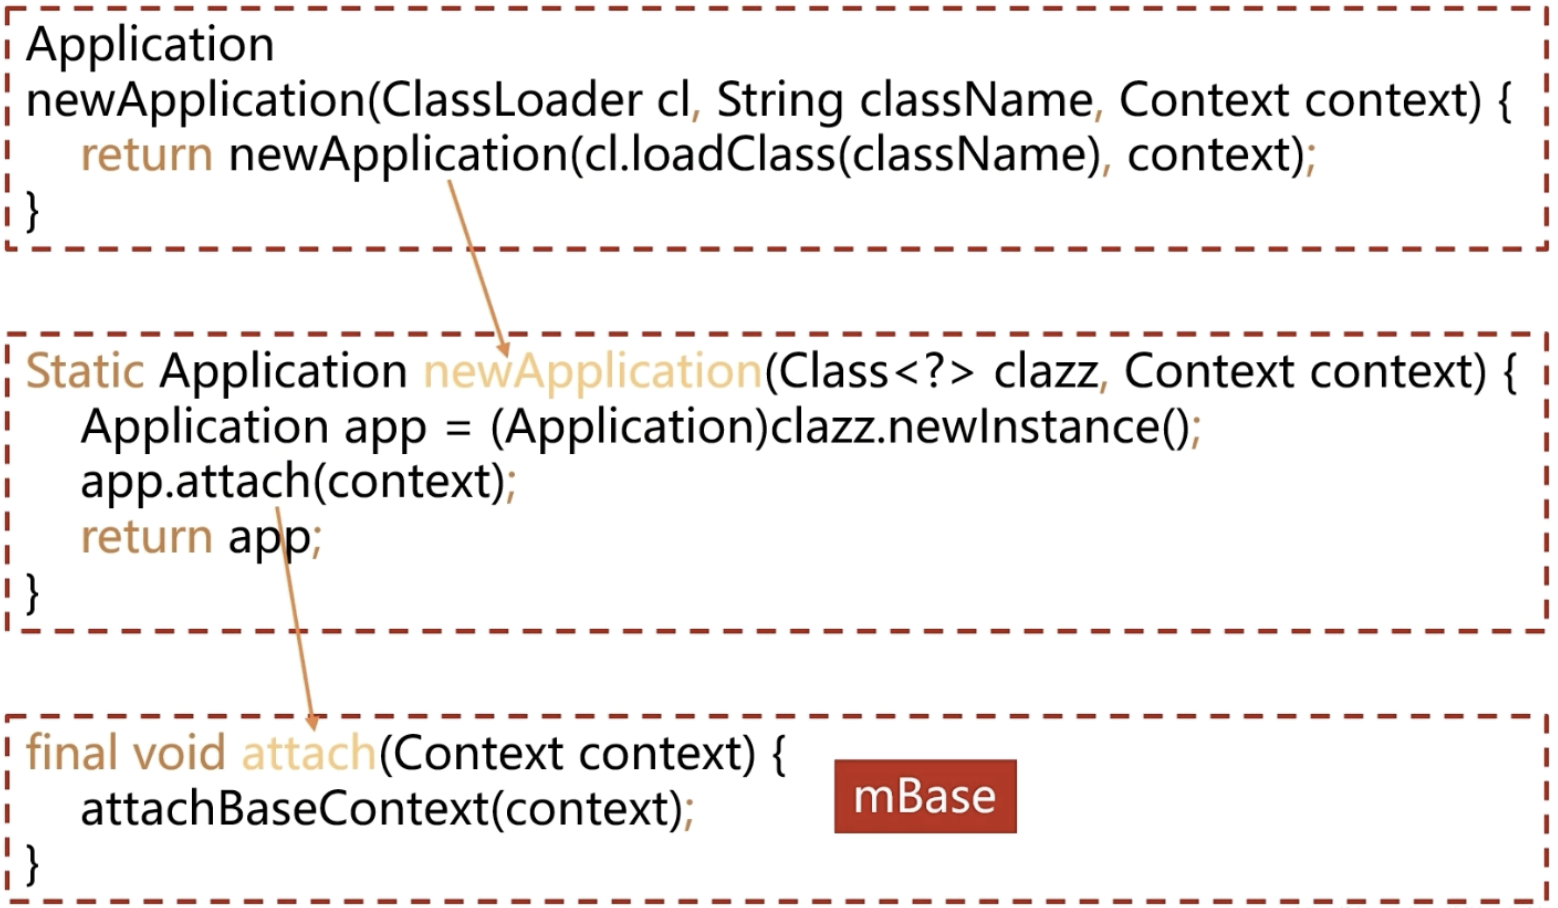 Application
newApplication(ClassLoader cl, String className, Context context) {
return newApplication(cl.loadClass(className), context);
}
Static Application newApplication(Class<?> clazz, Context context) {
Application app = (Application)clazz.newInstance();
app.attach(context);
return app;
}
final void attach(Context context) {
attachBaseContext(context);
}
mBase